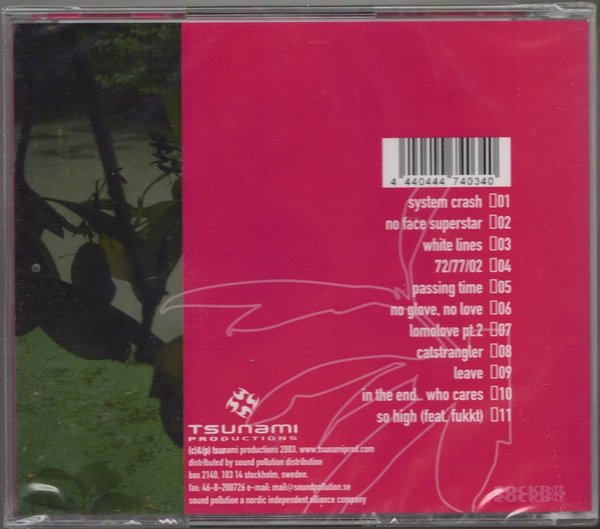 4 440444 740340
system crash 01
no face superstar 02
white lines 03
72/77/02 04
passing time 05
no glove, no love 06
lomolove pt.2 07
catstrangler 08
leave 09
in the end.. who cares 10
so high (feat. fukkt) 11
TSUNAMI
PRODUCTIONS
(c)&(p) tsunami productions 2003. www.tsunamiprod.com
distributed by sound pollution distribution
box 2140, 103 14 stockholm, sweden.
fax: 46-8-200726 e-mail: mail@soundpollution.se
sound pollution a nordic independent alliance company